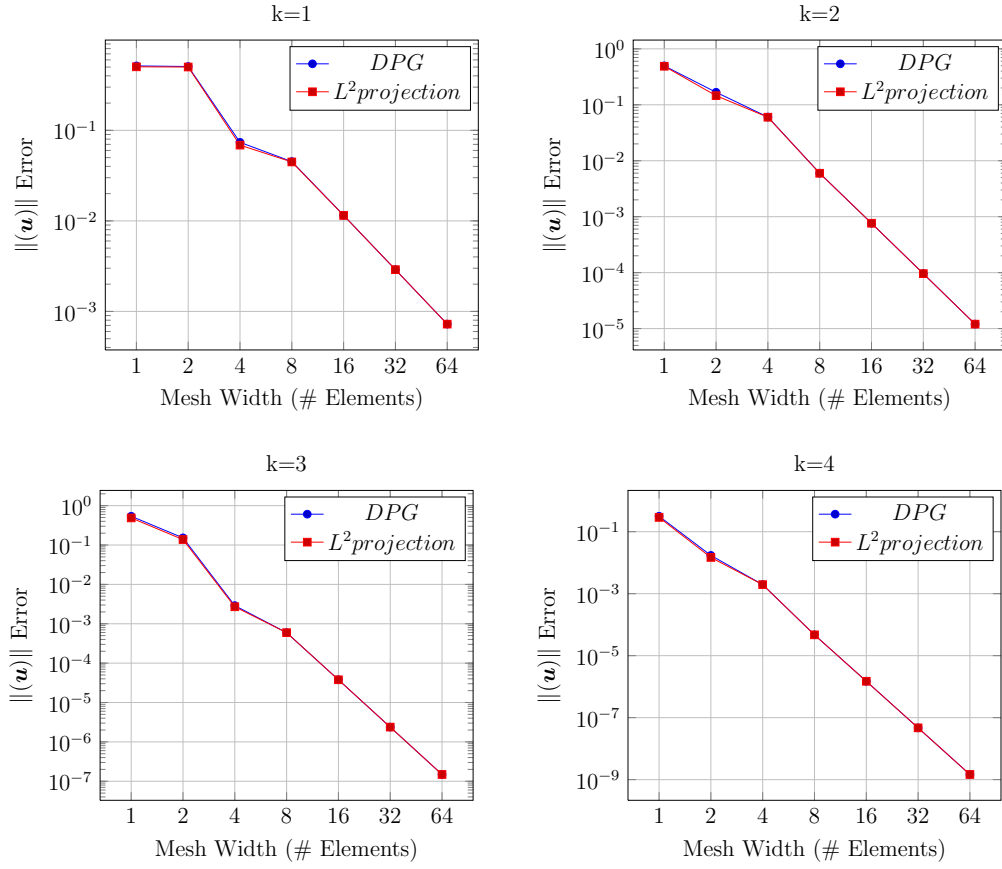 k=1
DPG
L²projection
10⁻¹
10⁻²
10⁻³
‖(u)‖ Error
1 2 4 8 16 32 64
Mesh Width (# Elements)
k=2
DPG
L²projection
10⁰
10⁻¹
10⁻²
10⁻³
10⁻⁴
10⁻⁵
‖(u)‖ Error
1 2 4 8 16 32 64
Mesh Width (# Elements)
k=3
DPG
L²projection
10⁰
10⁻¹
10⁻²
10⁻³
10⁻⁴
10⁻⁵
10⁻⁶
10⁻⁷
‖(u)‖ Error
1 2 4 8 16 32 64
Mesh Width (# Elements)
k=4
DPG
L²projection
10⁻¹
10⁻³
10⁻⁵
10⁻⁷
10⁻⁹
‖(u)‖ Error
1 2 4 8 16 32 64
Mesh Width (# Elements)